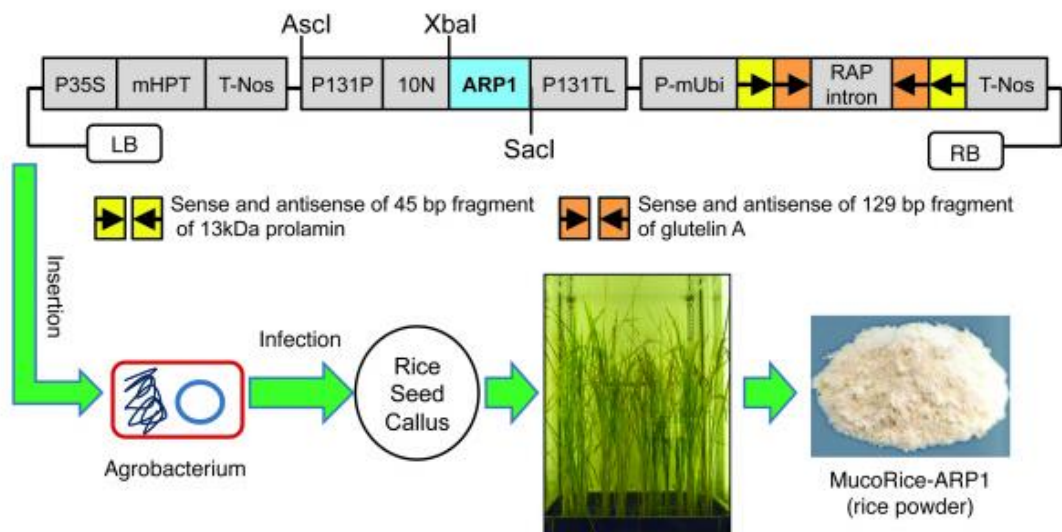 AscI
XbaI
P35S
mHPT
T-Nos
P131P
10N
ARP1
P131TL
P-mUbi
RAP
intron
T-Nos
LB
SacI
RB
Sense and antisense of 45 bp fragment
of 13kDa prolamin
Sense and antisense of 129 bp fragment
of glutelin A
Insertion
Infection
Rice
Seed
Callus
Agrobacterium
MucoRice-ARP1
(rice powder)